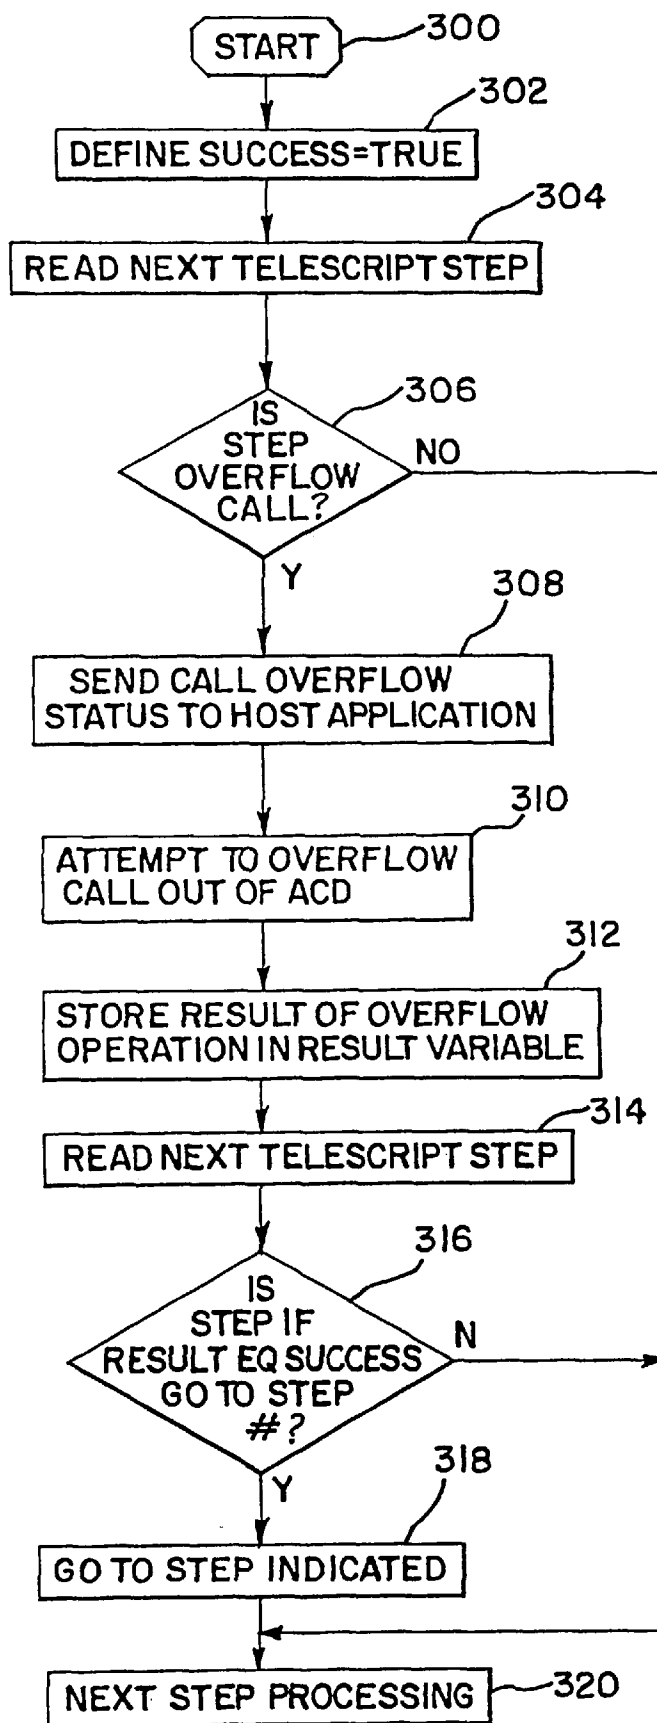 START
300
302
DEFINE SUCCESS=TRUE
304
READ NEXT TELESCRIPT STEP
306
IS
STEP
OVERFLOW
CALL?
NO
Y
308
SEND CALL OVERFLOW
STATUS TO HOST APPLICATION
310
ATTEMPT TO OVERFLOW
CALL OUT OF ACD
312
STORE RESULT OF OVERFLOW
OPERATION IN RESULT VARIABLE
314
READ NEXT TELESCRIPT STEP
316
IS
STEP IF
RESULT EQ SUCCESS
GO TO STEP
#?
N
Y
318
GO TO STEP INDICATED
NEXT STEP PROCESSING
320